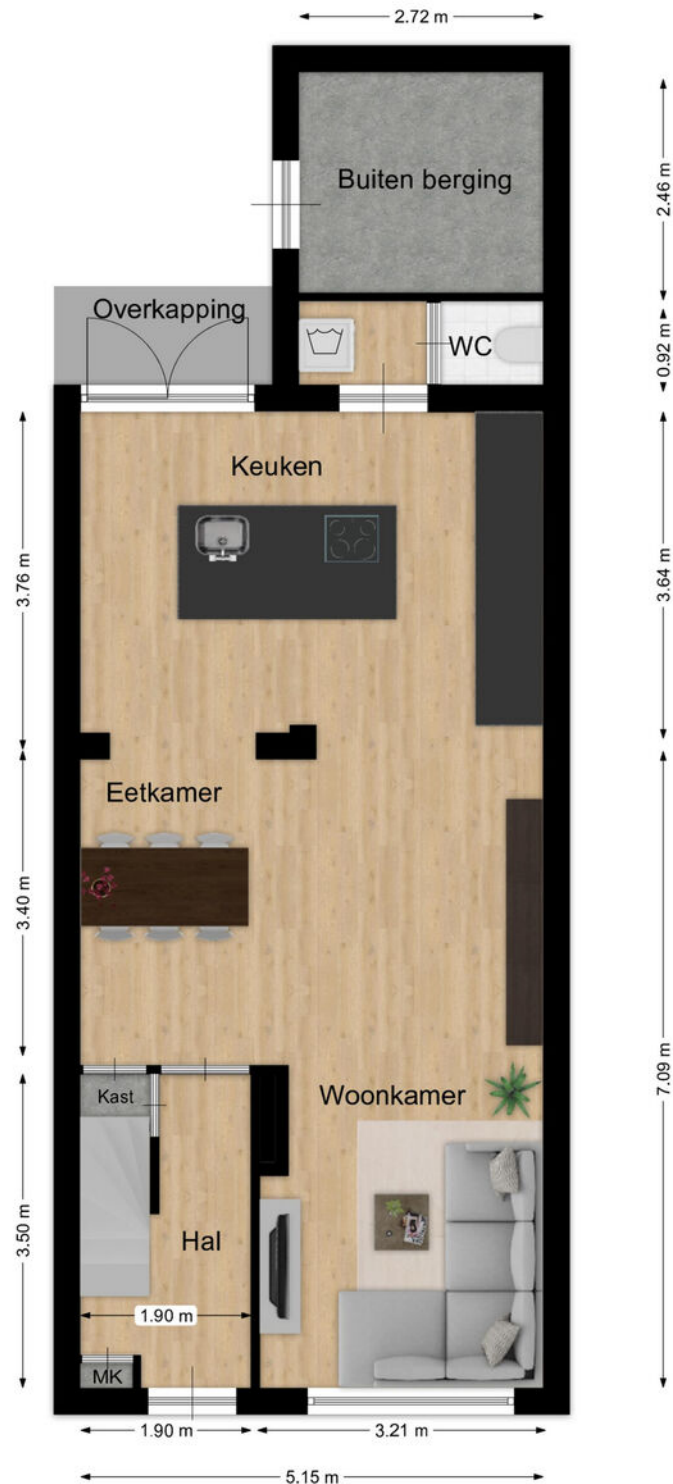 2.72 m
Buiten berging
2.46 m
Overkapping
WC
0.92 m
Keuken
3.76 m
3.64 m
Eetkamer
3.40 m
7.09 m
Kast
Woonkamer
3.50 m
Hal
1.90 m
MK
1.90 m
3.21 m
5.15 m